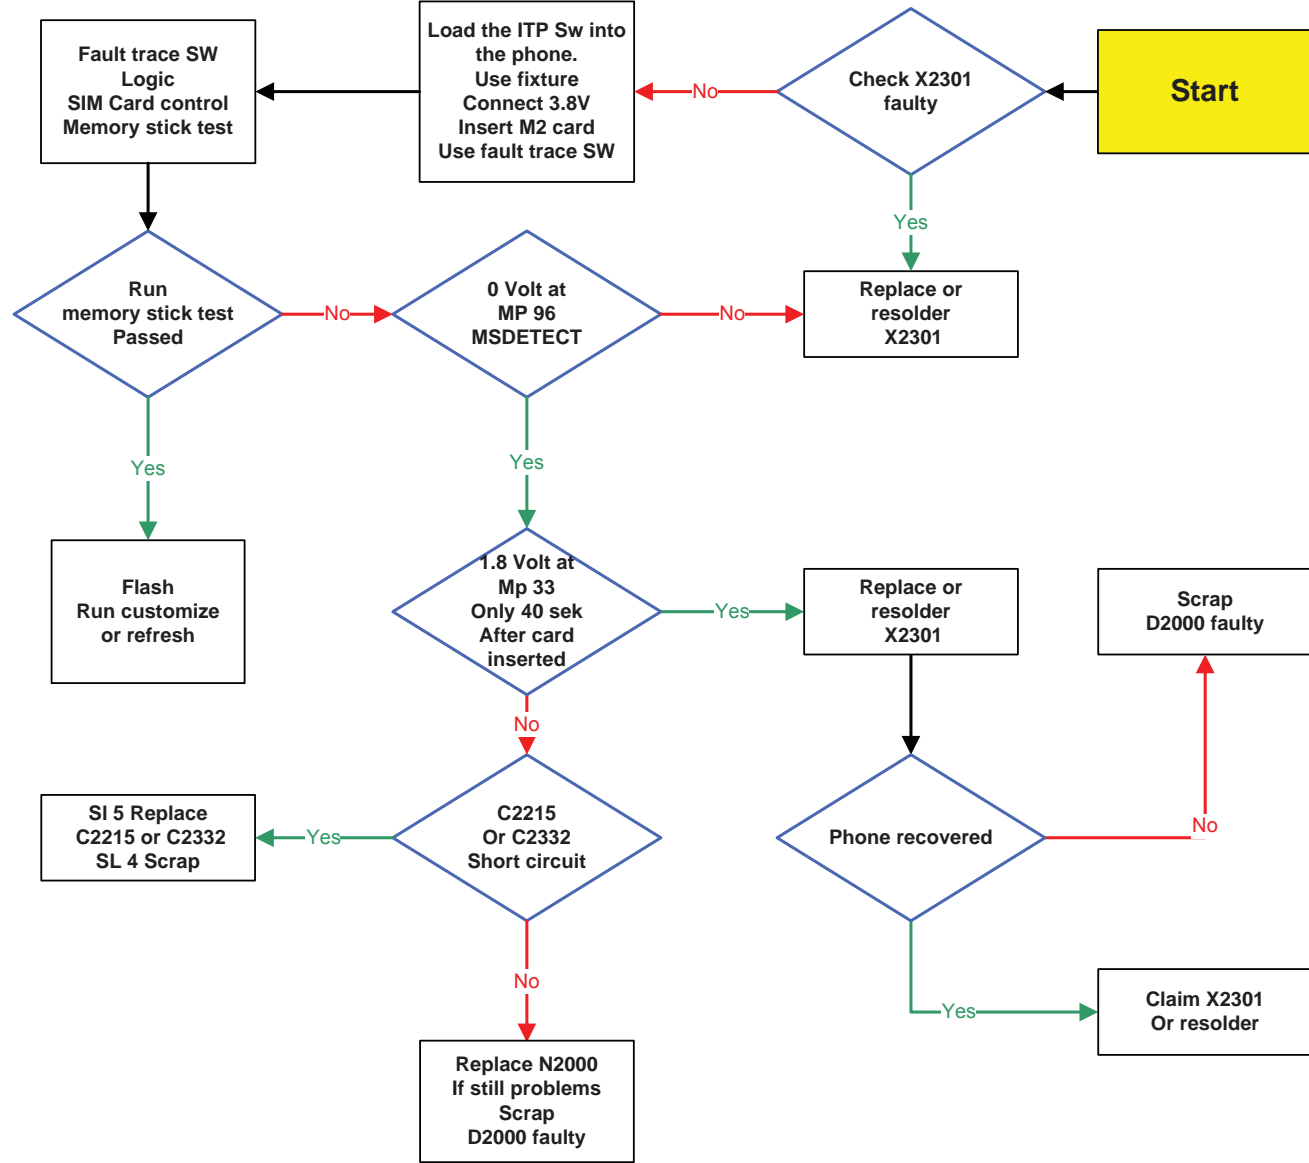 Start
Check X2301
faulty
No
Yes
Load the ITP Sw into
the phone.
Use fixture
Connect 3.8V
Insert M2 card
Use fault trace SW
Fault trace SW
Logic
SIM Card control
Memory stick test
Run
memory stick test
Passed
No
Yes
0 Volt at
MP 96
MSDETECT
No
Yes
Replace or
resolder
X2301
Flash
Run customize
or refresh
1.8 Volt at
Mp 33
Only 40 sek
After card
inserted
Yes
No
Replace or
resolder
X2301
Scrap
D2000 faulty
C2215
Or C2332
Short circuit
Yes
No
SI 5 Replace
C2215 or C2332
SL 4 Scrap
Phone recovered
No
Yes
Claim X2301
Or resolder
Replace N2000
If still problems
Scrap
D2000 faulty